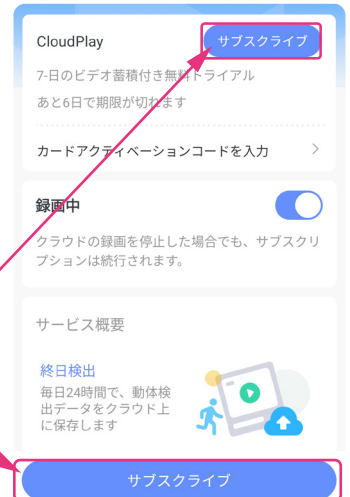 CloudPlay
サブスクライブ
7-日のビデオ蓄積付き無料トライアル
あと6日で期限が切れます
カードアクティベーションコードを入力
録画中
クラウドの録画を停止した場合でも、サブスクリ
プションは続行されます。
サービス概要
終日検出
毎日24時間で、動体検
出データをクラウド上
に保存します
サブスクライブ